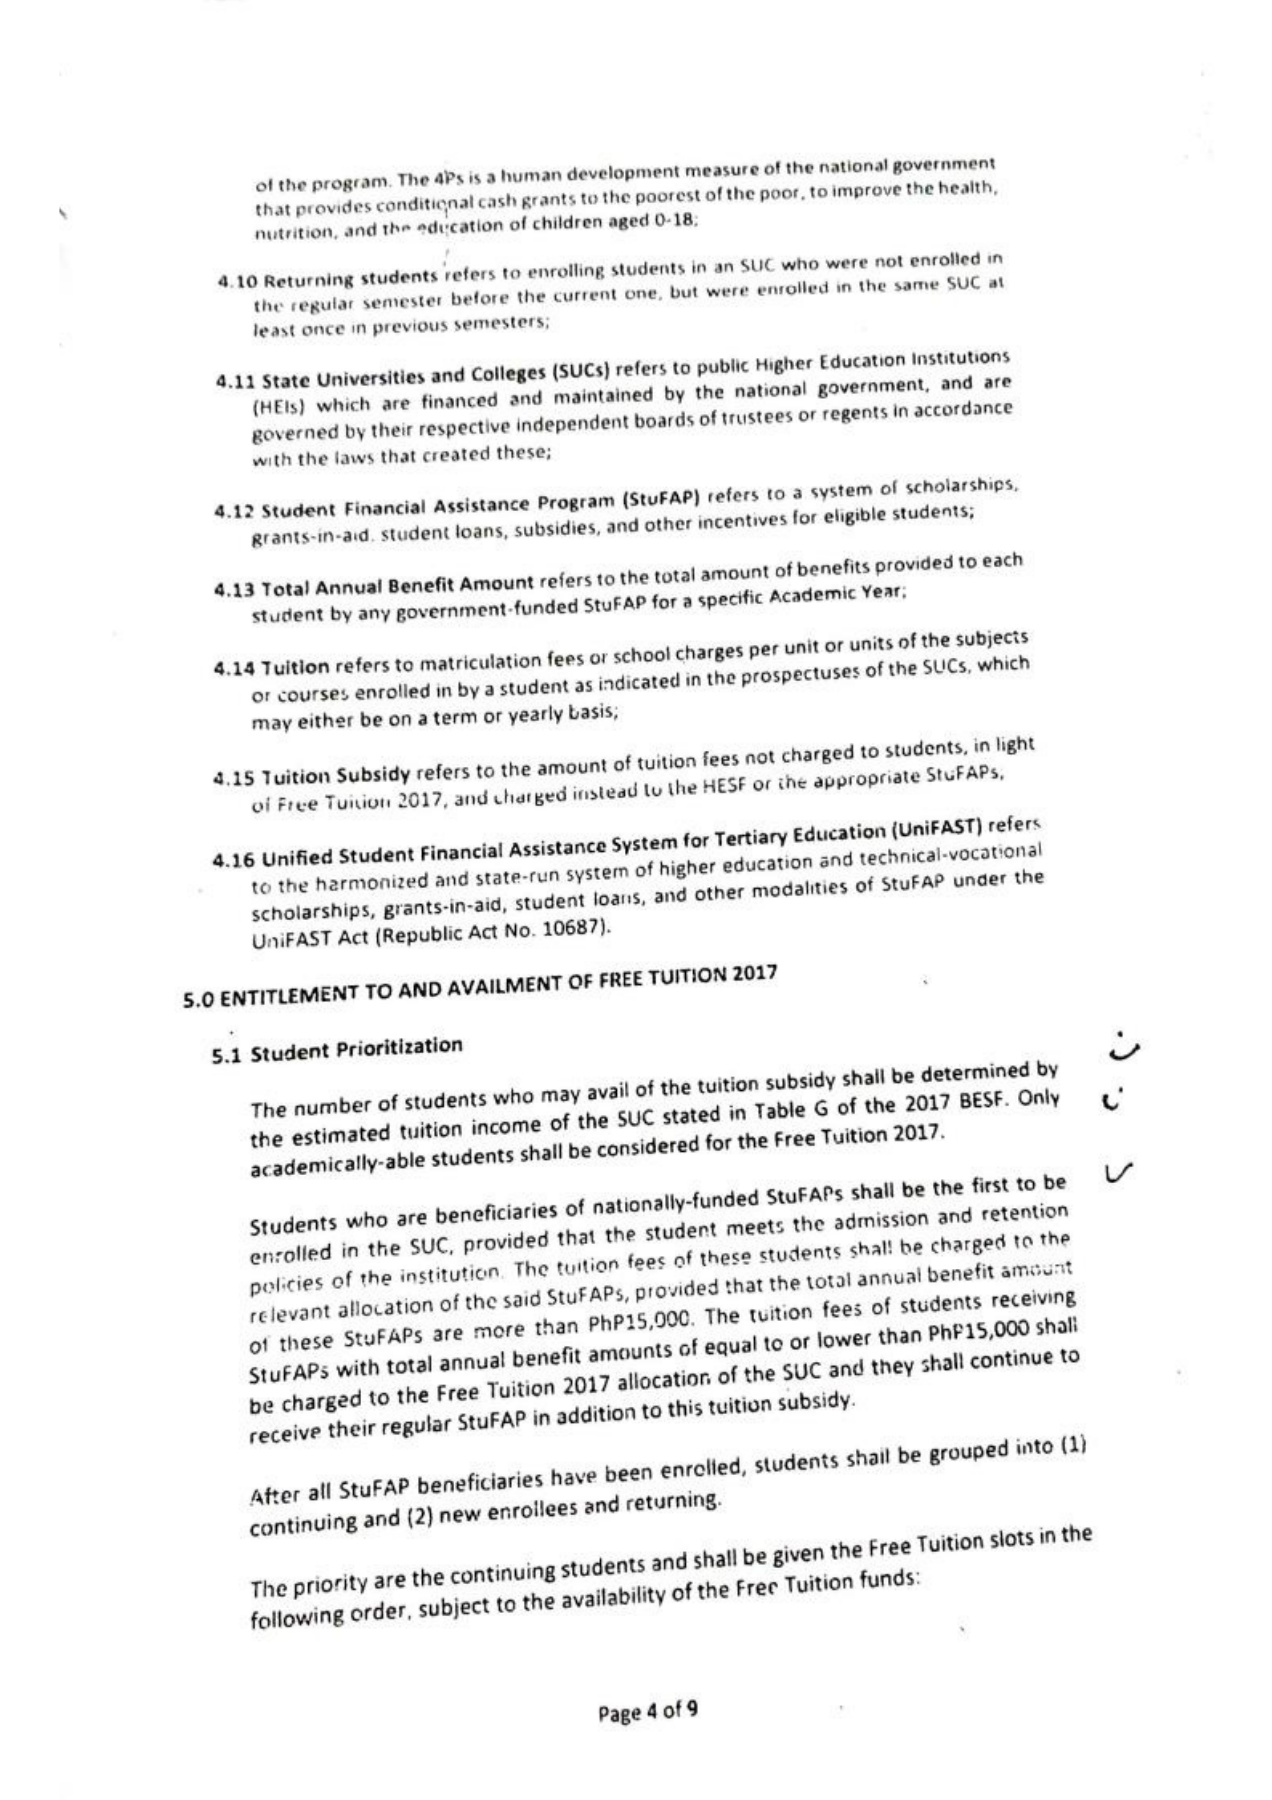 of the program. The 4Ps is a human development measure of the national government
that provides conditional cash grants to the poorest of the poor, to improve the health,
nutrition, and the education of children aged 0-18;
4.10 Returning students refers to enrolling students in an SUC who were not enrolled in
the regular semester before the current one, but were enrolled in the same SUC at
least once in previous semesters;
4.11 State Universities and Colleges (SUCs) refers to public Higher Education Institutions
(HEIs) which are financed and maintained by the national government, and are
governed by their respective independent boards of trustees or regents in accordance
with the laws that created these;
4.12 Student Financial Assistance Program (StuFAP) refers to a system of scholarships,
grants-in-aid, student loans, subsidies, and other incentives for eligible students;
4.13 Total Annual Benefit Amount refers to the total amount of benefits provided to each
student by any government-funded StuFAP for a specific Academic Year;
4.14 Tuition refers to matriculation fees or school charges per unit or units of the subjects
or courses enrolled in by a student as indicated in the prospectuses of the SUCs, which
may either be on a term or yearly basis;
4.15 Tuition Subsidy refers to the amount of tuition fees not charged to students, in light
of Free Tuition 2017, and charged instead to the HESF or the appropriate StuFAPs,
4.16 Unified Student Financial Assistance System for Tertiary Education (UniFAST) refers
to the harmonized and state-run system of higher education and technical-vocational
scholarships, grants-in-aid, student loans, and other modalities of StuFAP under the
UniFAST Act (Republic Act No. 10687).
5.0 ENTITLEMENT TO AND AVAILMENT OF FREE TUITION 2017
5.1 Student Prioritization
The number of students who may avail of the tuition subsidy shall be determined by
the estimated tuition income of the SUC stated in Table G of the 2017 BESF. Only
academically-able students shall be considered for the Free Tuition 2017.
Students who are beneficiaries of nationally-funded StuFAPs shall be the first to be
enrolled in the SUC, provided that the student meets the admission and retention
policies of the institution. The tuition fees of these students shall be charged to the
relevant allocation of the said StuFAPs, provided that the total annual benefit amount
of these StuFAPs are more than PhP15,000. The tuition fees of students receiving
StuFAPs with total annual benefit amounts of equal to or lower than PhP15,000 shall
be charged to the Free Tuition 2017 allocation of the SUC and they shall continue to
receive their regular StuFAP in addition to this tuition subsidy.
After all StuFAP beneficiaries have been enrolled, students shall be grouped into (1)
continuing and (2) new enrollees and returning.
The priority are the continuing students and shall be given the Free Tuition slots in the
following order, subject to the availability of the Free Tuition funds:
Page 4 of 9